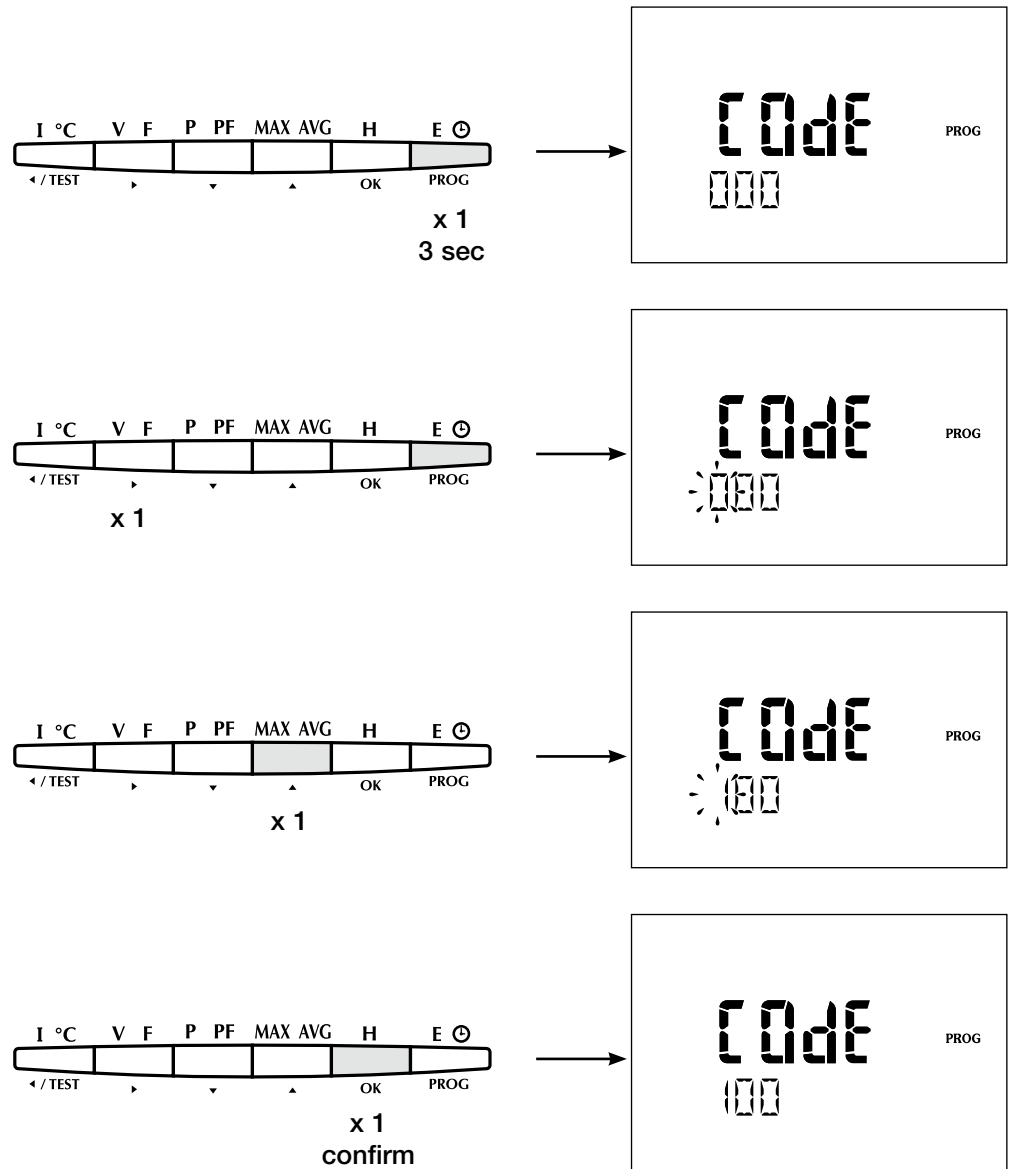 I °C V F P PF MAX AVG H E
◂ / TEST ▸ ▾ ▴ OK PROG
x 1
3 sec
COdE PROG
000
I °C V F P PF MAX AVG H E
◂ / TEST ▸ ▾ ▴ OK PROG
x 1
COdE PROG
000
I °C V F P PF MAX AVG H E
◂ / TEST ▸ ▾ ▴ OK PROG
x 1
COdE PROG
100
I °C V F P PF MAX AVG H E
◂ / TEST ▸ ▾ ▴ OK PROG
x 1
confirm
COdE PROG
100